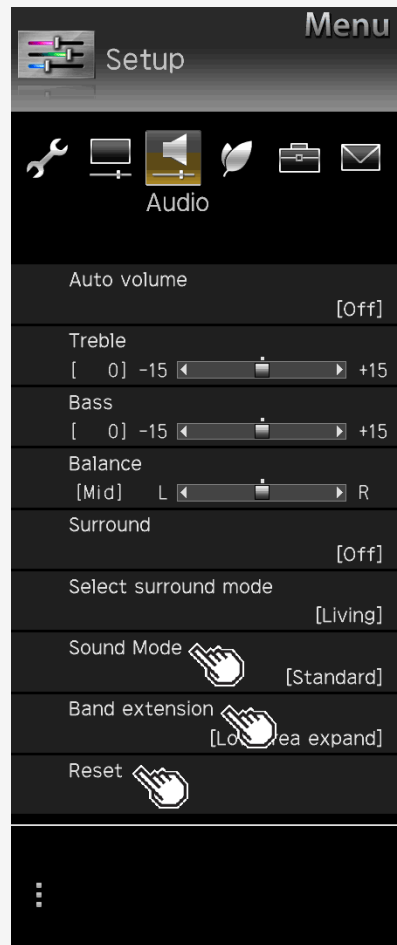 Menu
Setup
Audio
Auto volume
[Off]
Treble
[ 0] -15 +15
Bass
[ 0] -15 +15
Balance
[Mid] L R
Surround
[Off]
Select surround mode
[Living]
Sound Mode
[Standard]
Band extension
expand]
Reset